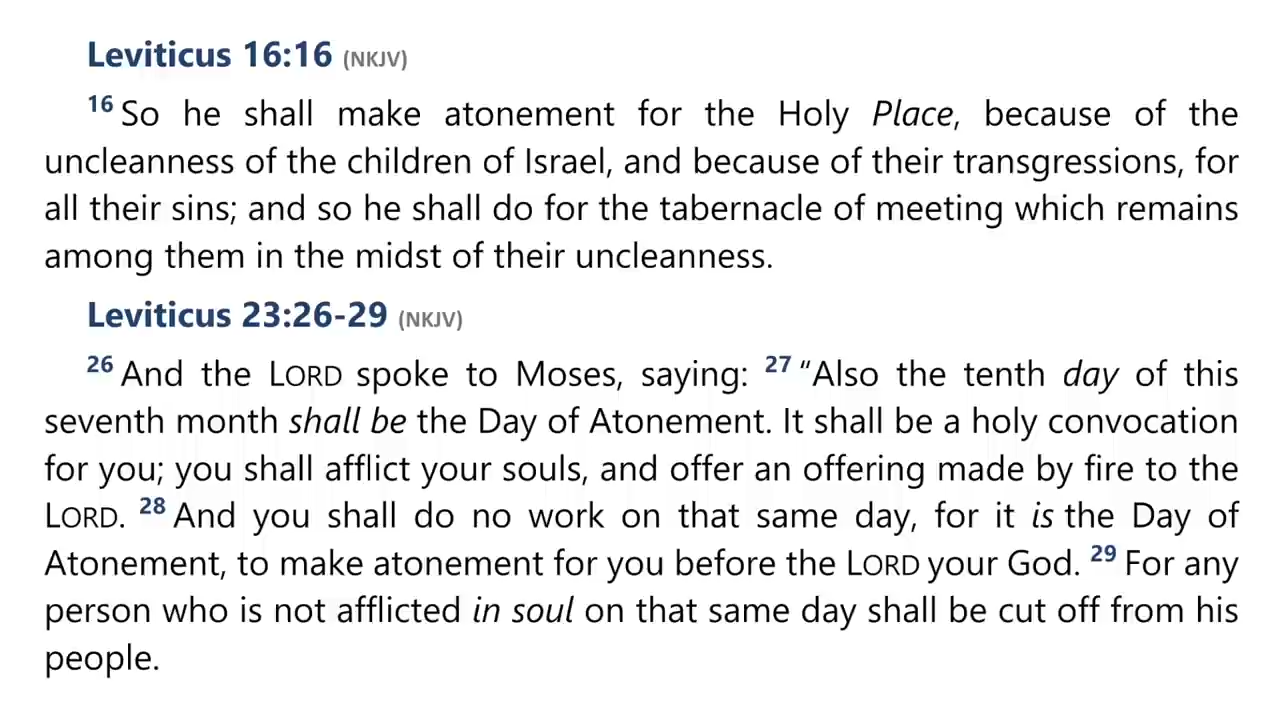 Leviticus 16:16 (NKJV)
16 So he shall make atonement for the Holy Place, because of the
uncleanness of the children of Israel, and because of their transgressions, for
all their sins; and so he shall do for the tabernacle of meeting which remains
among them in the midst of their uncleanness.
Leviticus 23:26-29 (NKJV)
26 And the LORD spoke to Moses, saying: 27 “Also the tenth day of this
seventh month shall be the Day of Atonement. It shall be a holy convocation
for you; you shall afflict your souls, and offer an offering made by fire to the
LORD. 28 And you shall do no work on that same day, for it is the Day of
Atonement, to make atonement for you before the LORD your God. 29 For any
person who is not afflicted in soul on that same day shall be cut off from his
people.